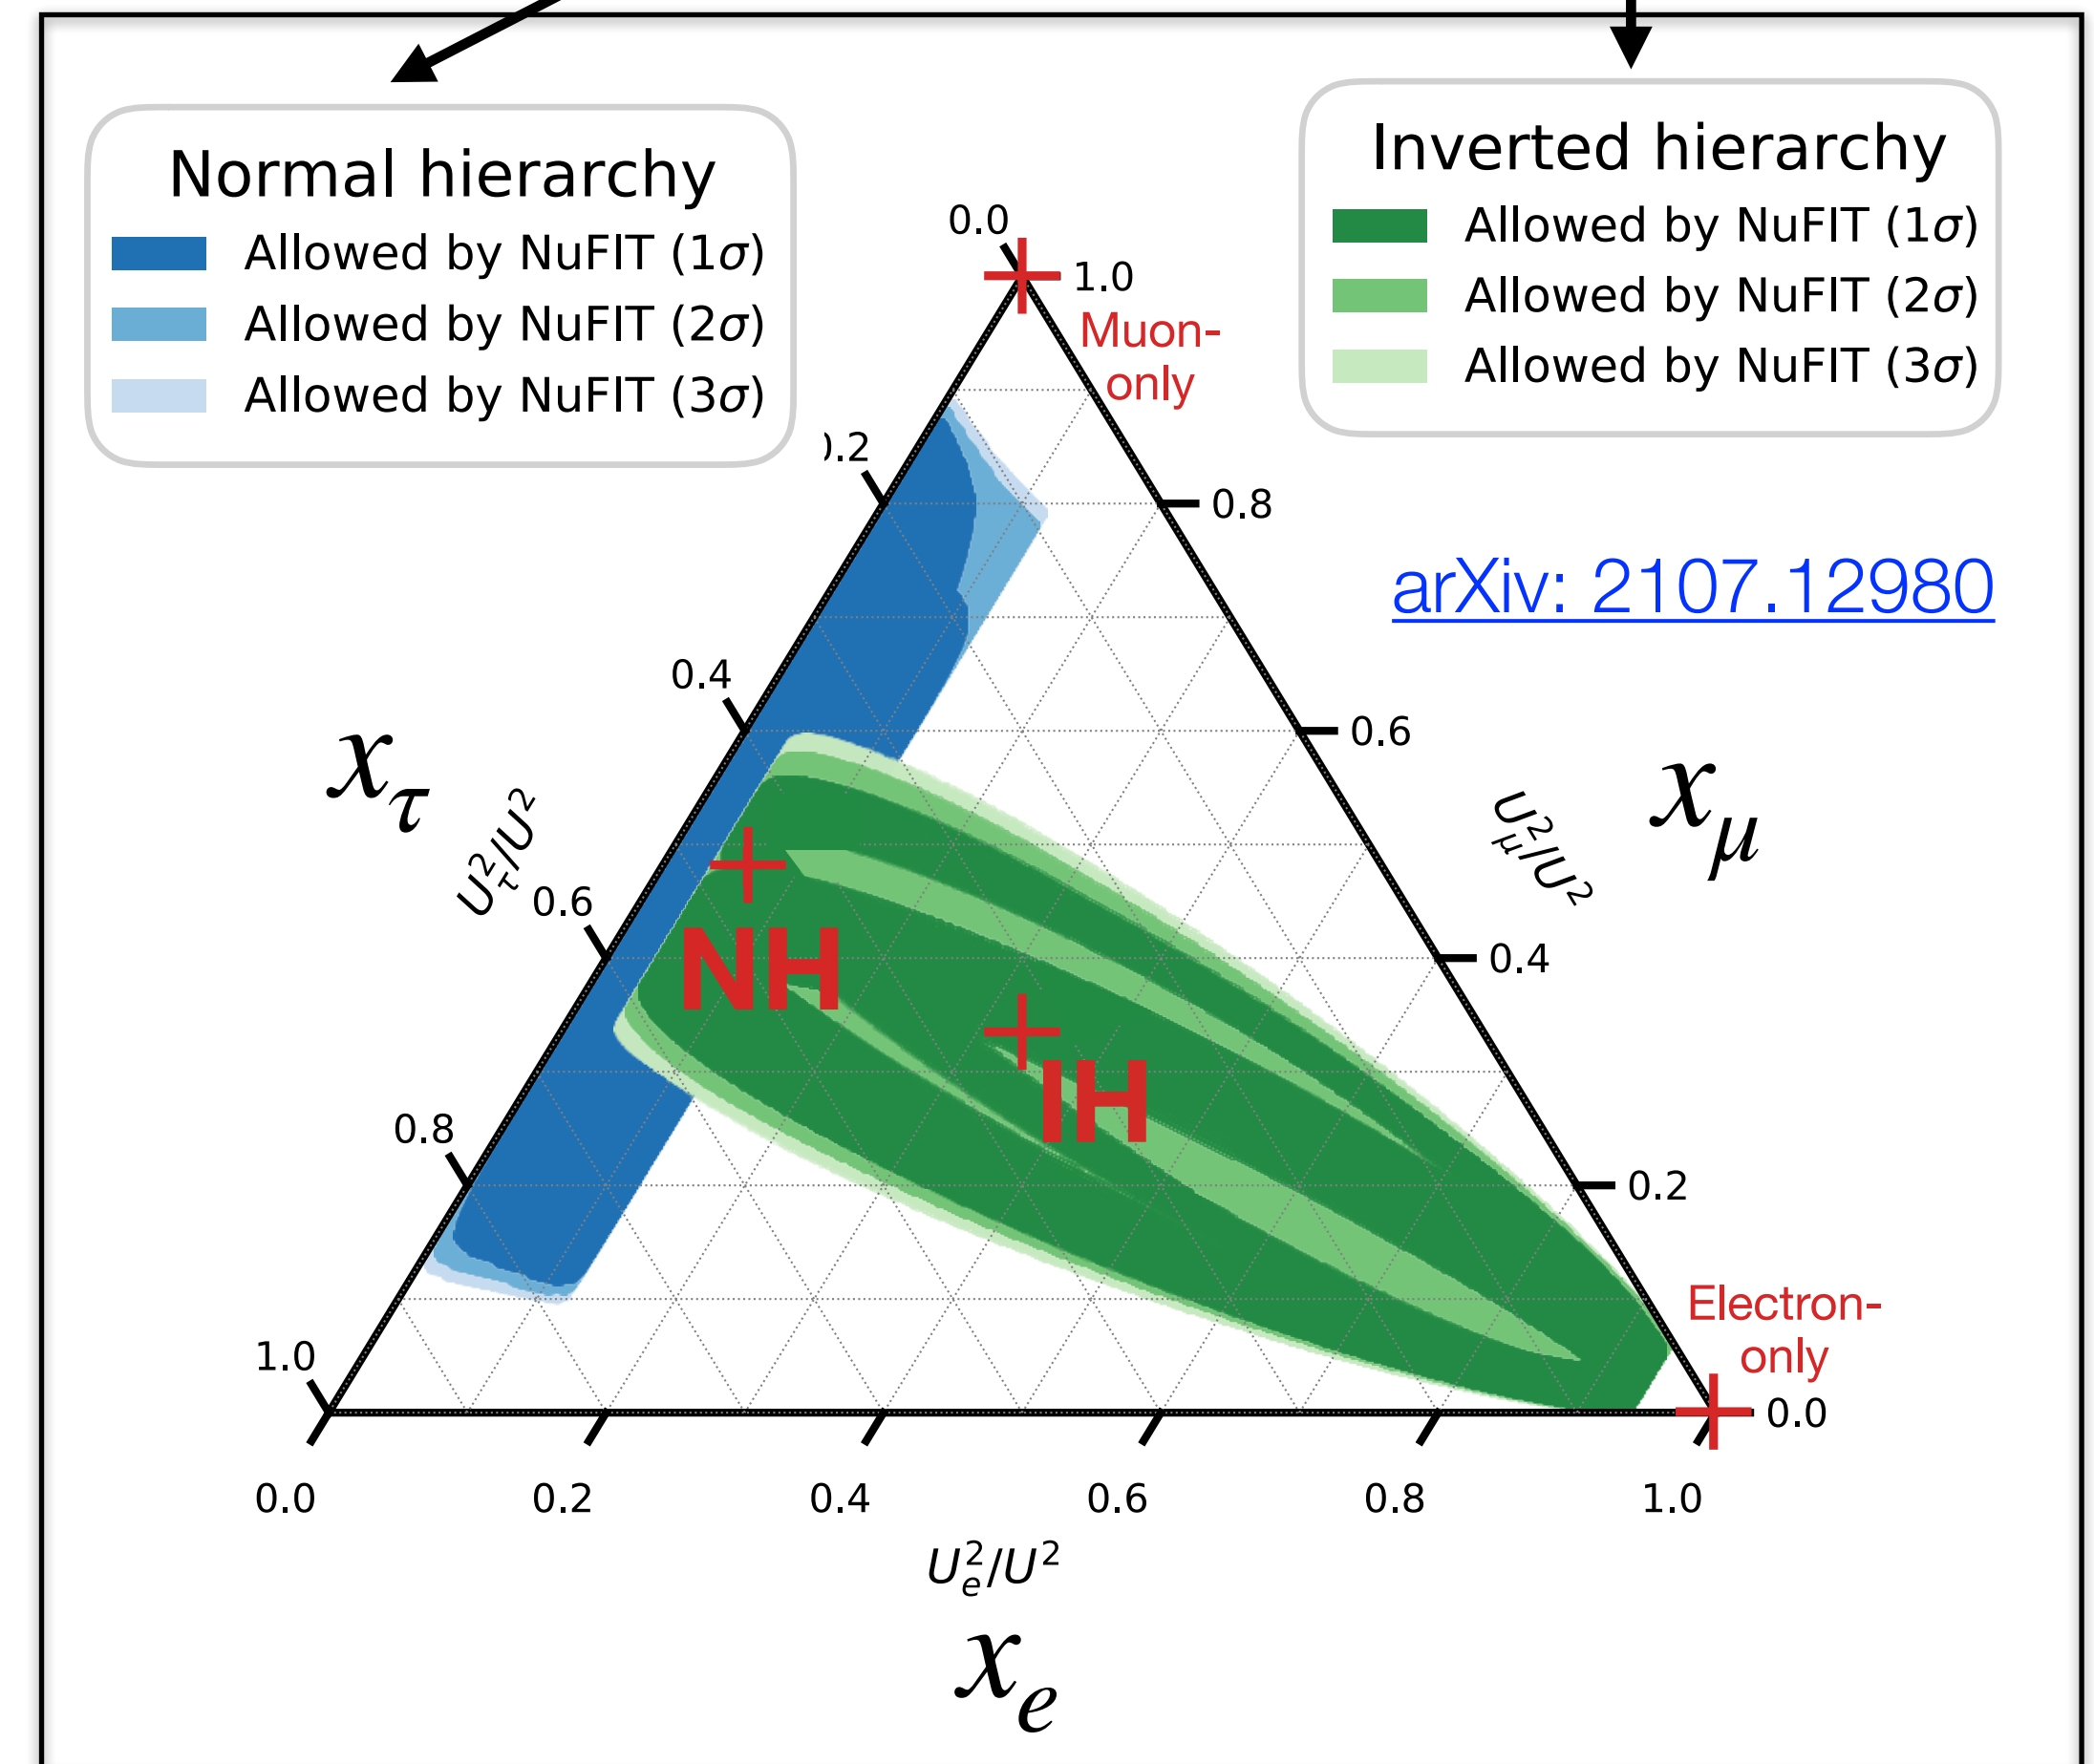 Normal hierarchy
Allowed by NuFIT (1σ)
Allowed by NuFIT (2σ)
Allowed by NuFIT (3σ)
Inverted hierarchy
Allowed by NuFIT (1σ)
Allowed by NuFIT (2σ)
Allowed by NuFIT (3σ)
0.0
1.0
Muon-
only
.2
0.8
arXiv: 2107.12980
0.4
0.6
x_τ
U_τ^2/U^2
x_μ
U_μ^2/U^2
0.6
0.4
NH
IH
0.8
0.2
Electron-
only
1.0
0.0
0.0 0.2 0.4 0.6 0.8 1.0
U_e^2/U^2
x_e